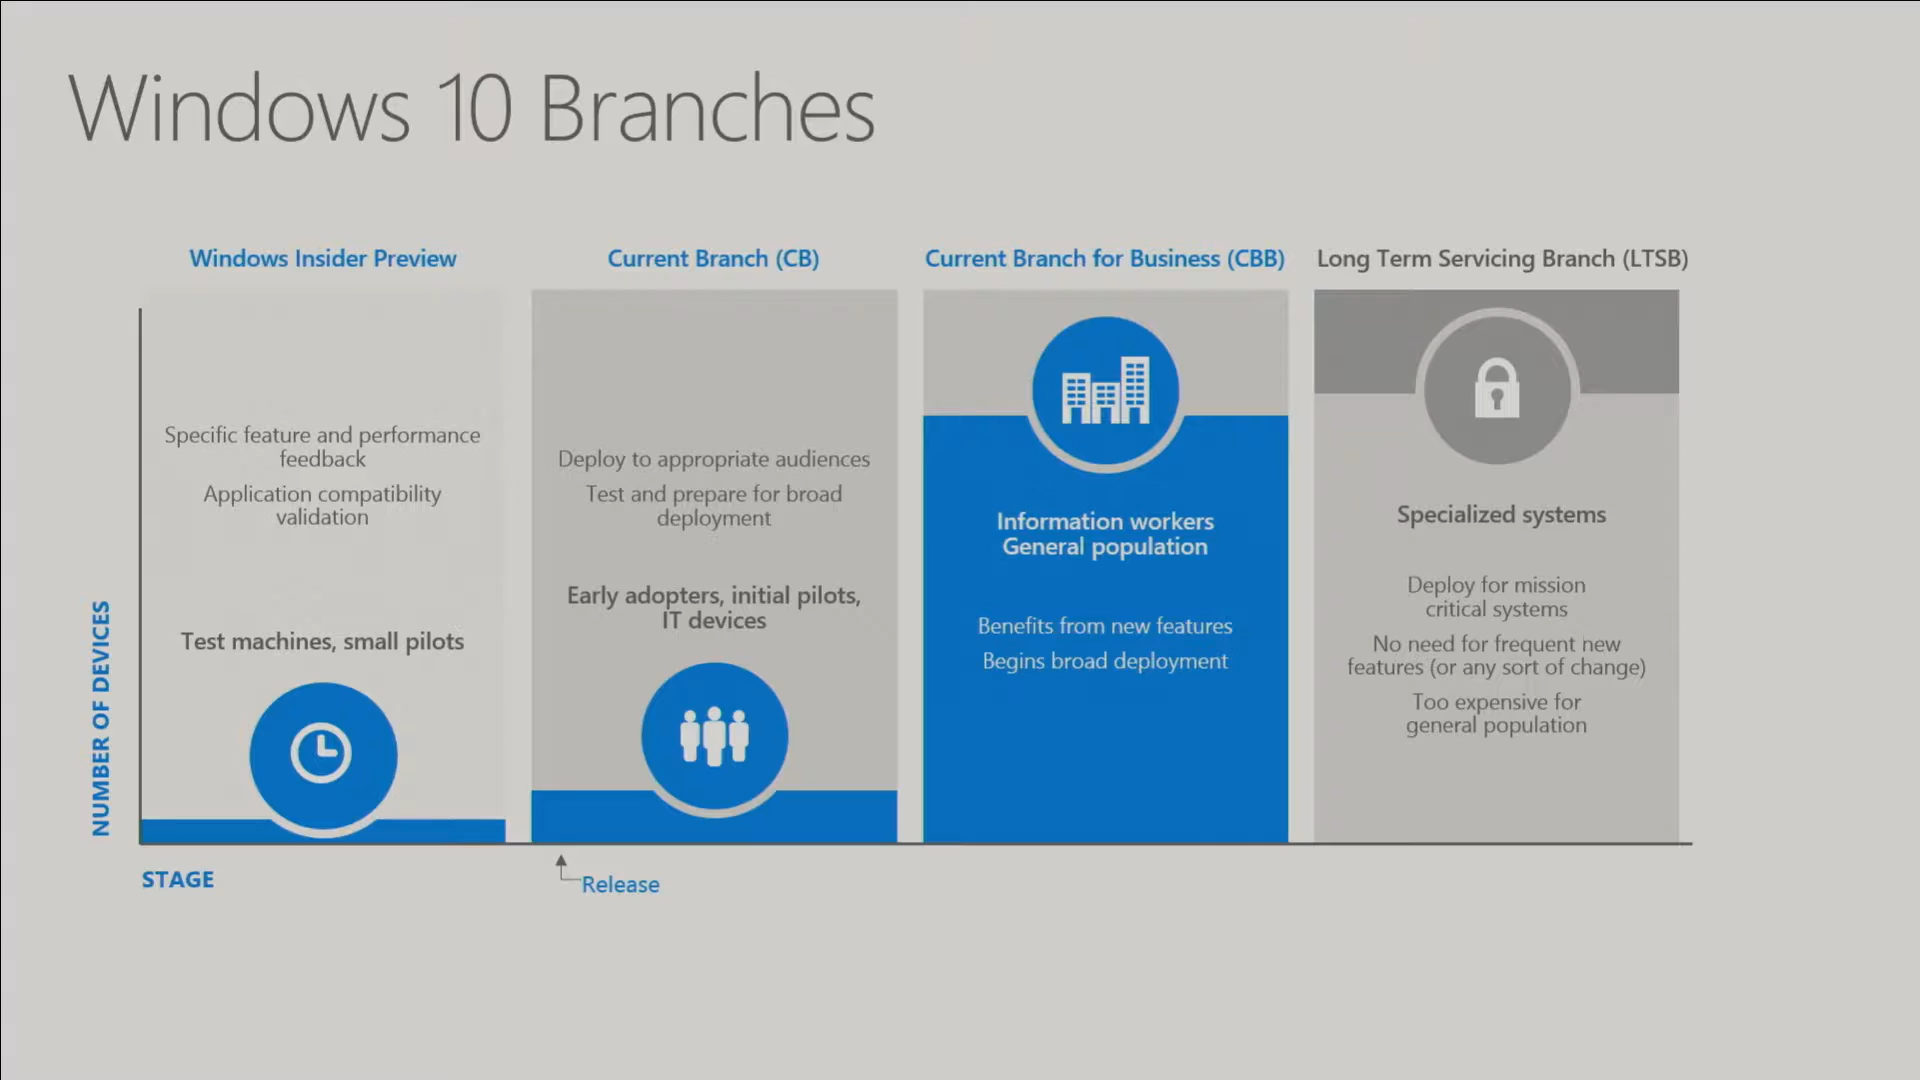 Windows 10 Branches
Windows Insider Preview
Specific feature and performance
feedback
Application compatibility
validation
Test machines, small pilots
Current Branch (CB)
Deploy to appropriate audiences
Test and prepare for broad
deployment
Early adopters, initial pilots,
IT devices
Current Branch for Business (CBB)
Information workers
General population
Benefits from new features
Begins broad deployment
Long Term Servicing Branch (LTSB)
Specialized systems
Deploy for mission
critical systems
No need for frequent new
features (or any sort of change)
Too expensive for
general population
NUMBER OF DEVICES
STAGE
Release